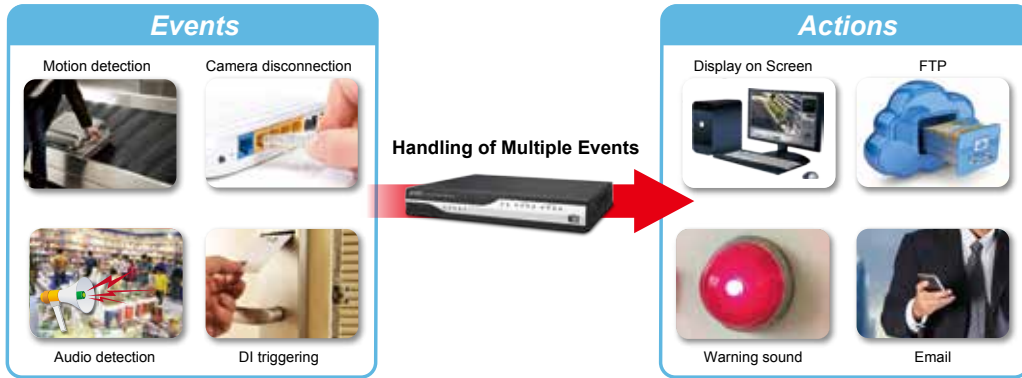 Events
Actions
Motion detection
Camera disconnection
Display on Screen
FTP
Handling of Multiple Events
Audio detection
DI triggering
Warning sound
Email